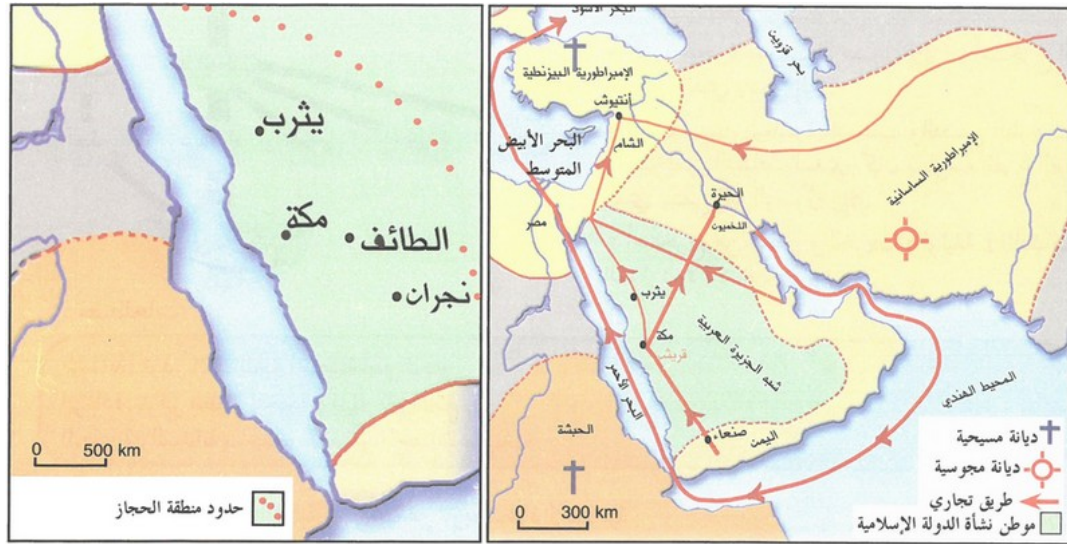 يثرب
مكة
الطائف
نجران
0 500 km
حدود منطقة الحجاز
البحر الأسود
الإمبراطورية البيزنطية
بحر قزوين
أنتيوش
البحر الأبيض
المتوسط
الشام
الإمبراطورية الساسانية
الحيرة
اللخميون
مصر
يثرب
مكة
قريش
شبه الجزيرة العربية
البحر الأحمر
المحيط الهندي
صنعاء
اليمن
الحبشة
0 300 km
ديانة مسيحية
ديانة مجوسية
طريق تجاري
موطن نشأة الدولة الإسلامية